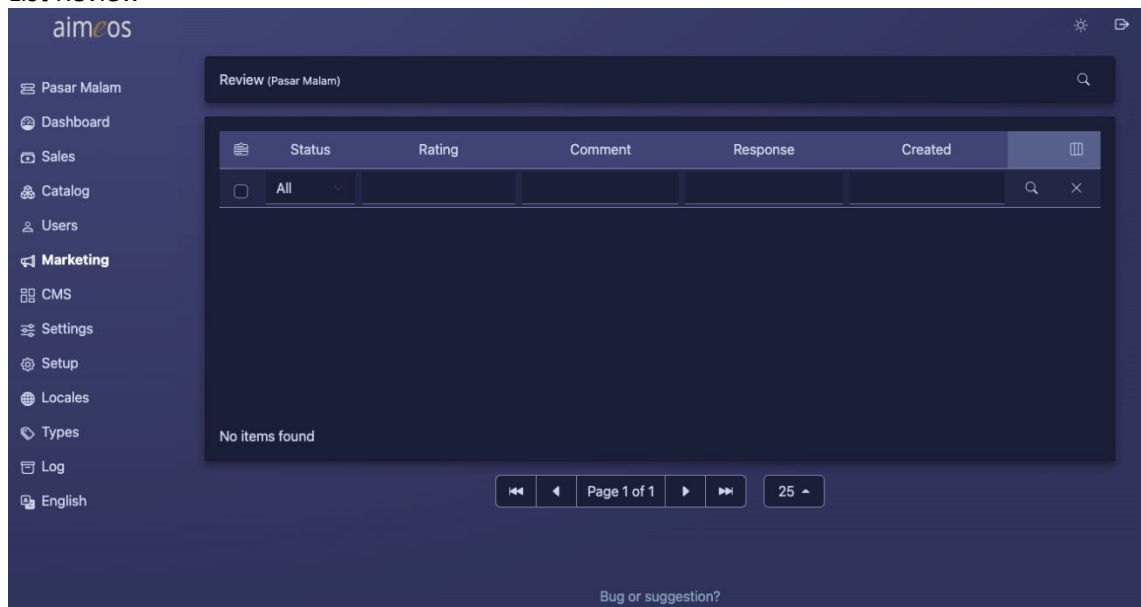 List Review
aimeos
Pasar Malam
Dashboard
Sales
Catalog
Users
Marketing
CMS
Settings
Setup
Locales
Types
Log
English
Review (Pasar Malam)
Status Rating Comment Response Created
All
No items found
Page 1 of 1
25
Bug or suggestion?